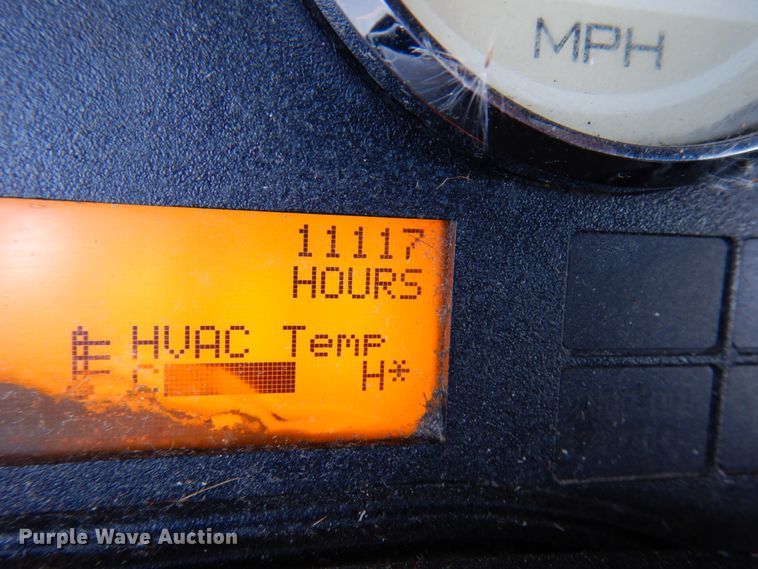 MPH
11117
HOURS
HVAC Temp
C H*
Purple Wave Auction